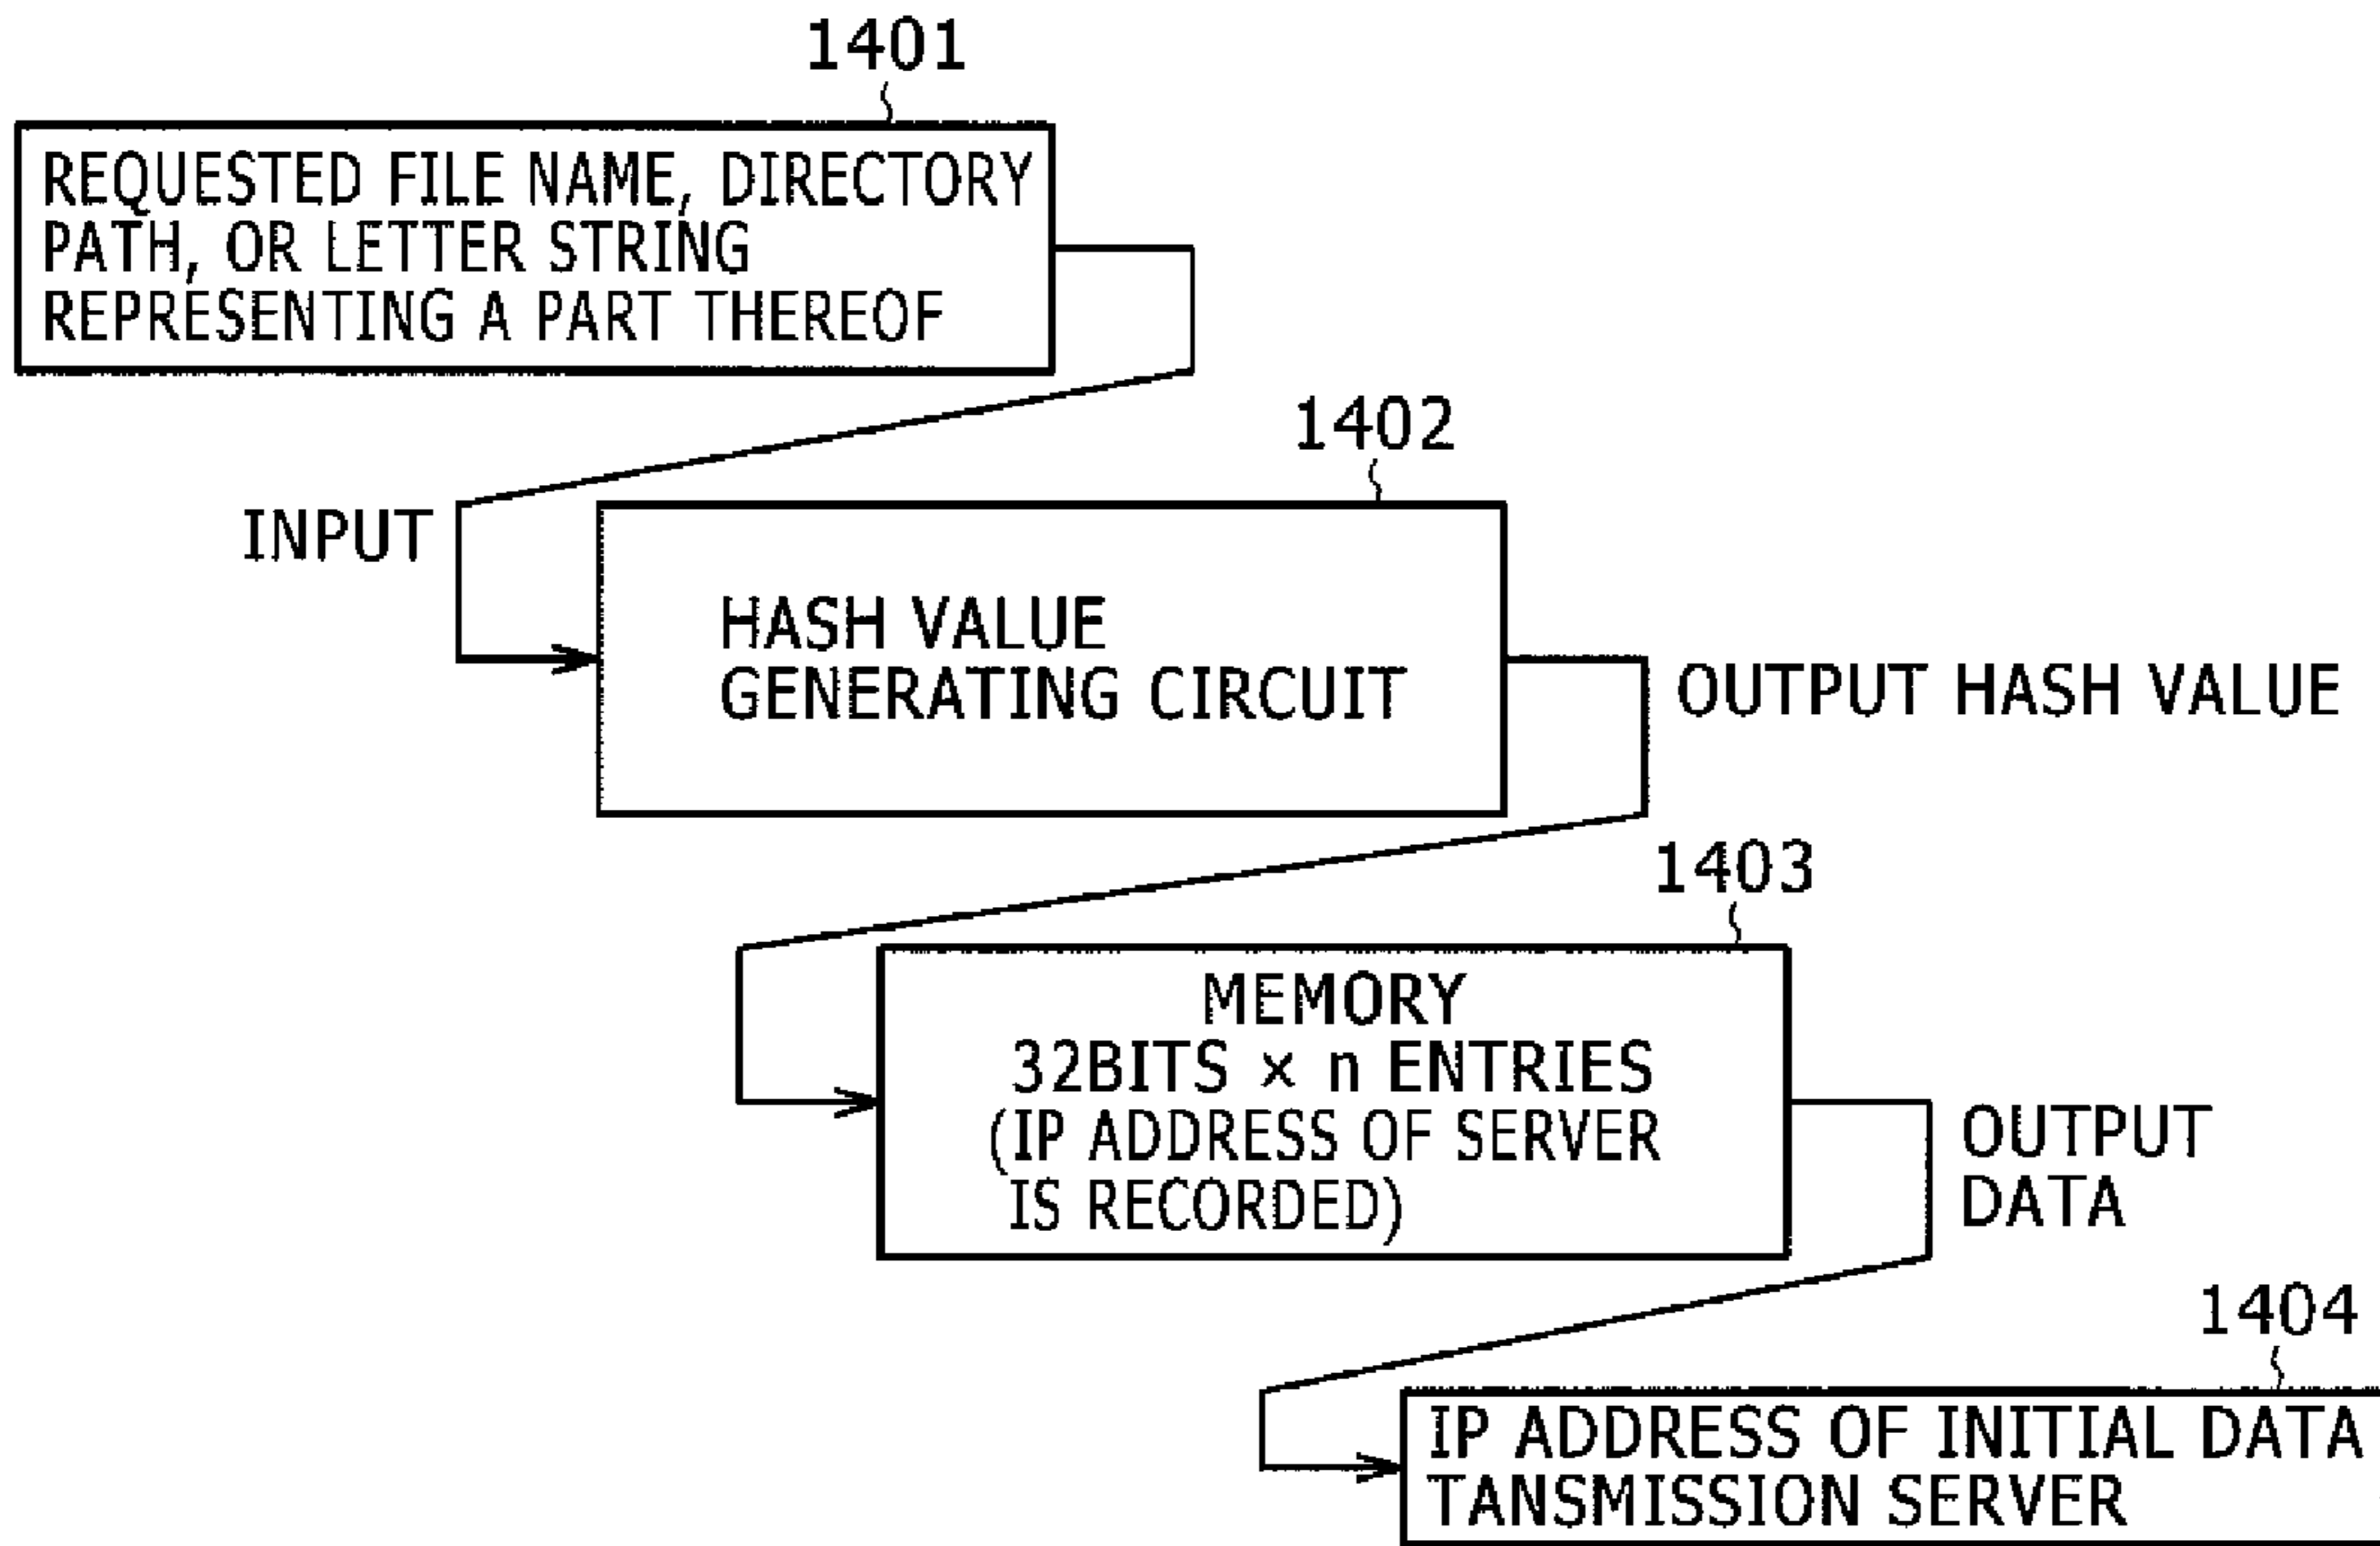 1401
REQUESTED FILE NAME, DIRECTORY
PATH, OR LETTER STRING
REPRESENTING A PART THEREOF
1402
INPUT
HASH VALUE
GENERATING CIRCUIT
OUTPUT HASH VALUE
1403
MEMORY
32BITS × n ENTRIES
(IP ADDRESS OF SERVER
IS RECORDED)
OUTPUT
DATA
1404
IP ADDRESS OF INITIAL DATA
TANSMISSION SERVER